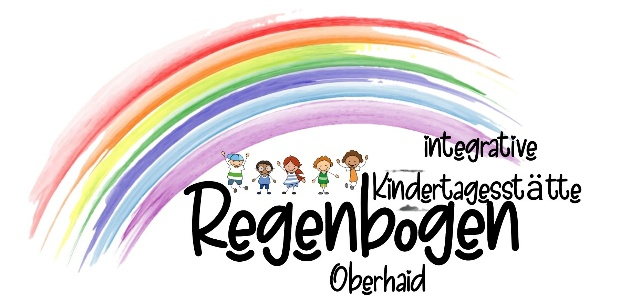 integrative
Kindertagesstätte
Regenbogen
Oberhaid